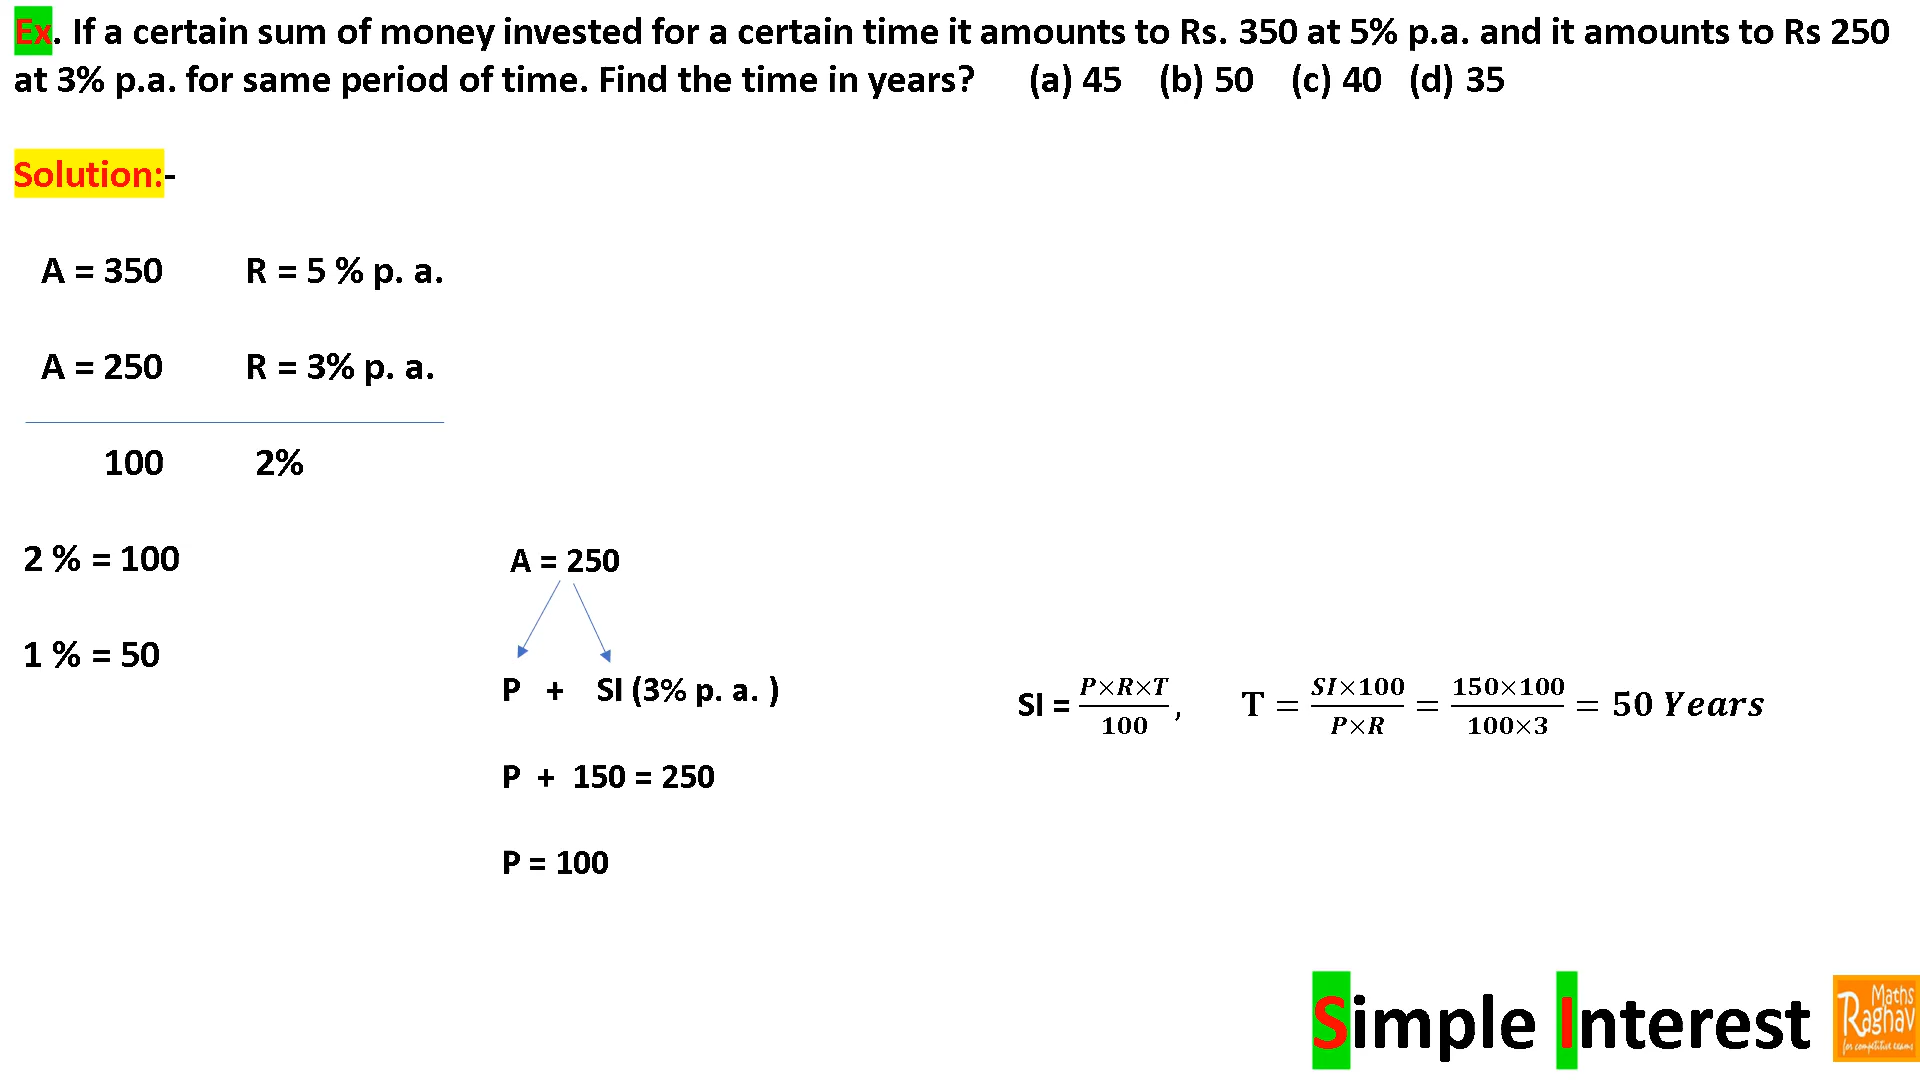 Ex. If a certain sum of money invested for a certain time it amounts to Rs. 350 at 5% p.a. and it amounts to Rs 250
at 3% p.a. for same period of time. Find the time in years? (a) 45 (b) 50 (c) 40 (d) 35
Solution:-
A = 350 R = 5 % p. a.
A = 250 R = 3% p. a.
100 2%
2 % = 100
1 % = 50
A = 250
P + SI (3% p. a. )
P + 150 = 250
P = 100
SI = P×R×T/100 , T = SI×100/P×R = 150×100/100×3 = 50 Years
Simple Interest
Maths
Raghav
for competitive exams